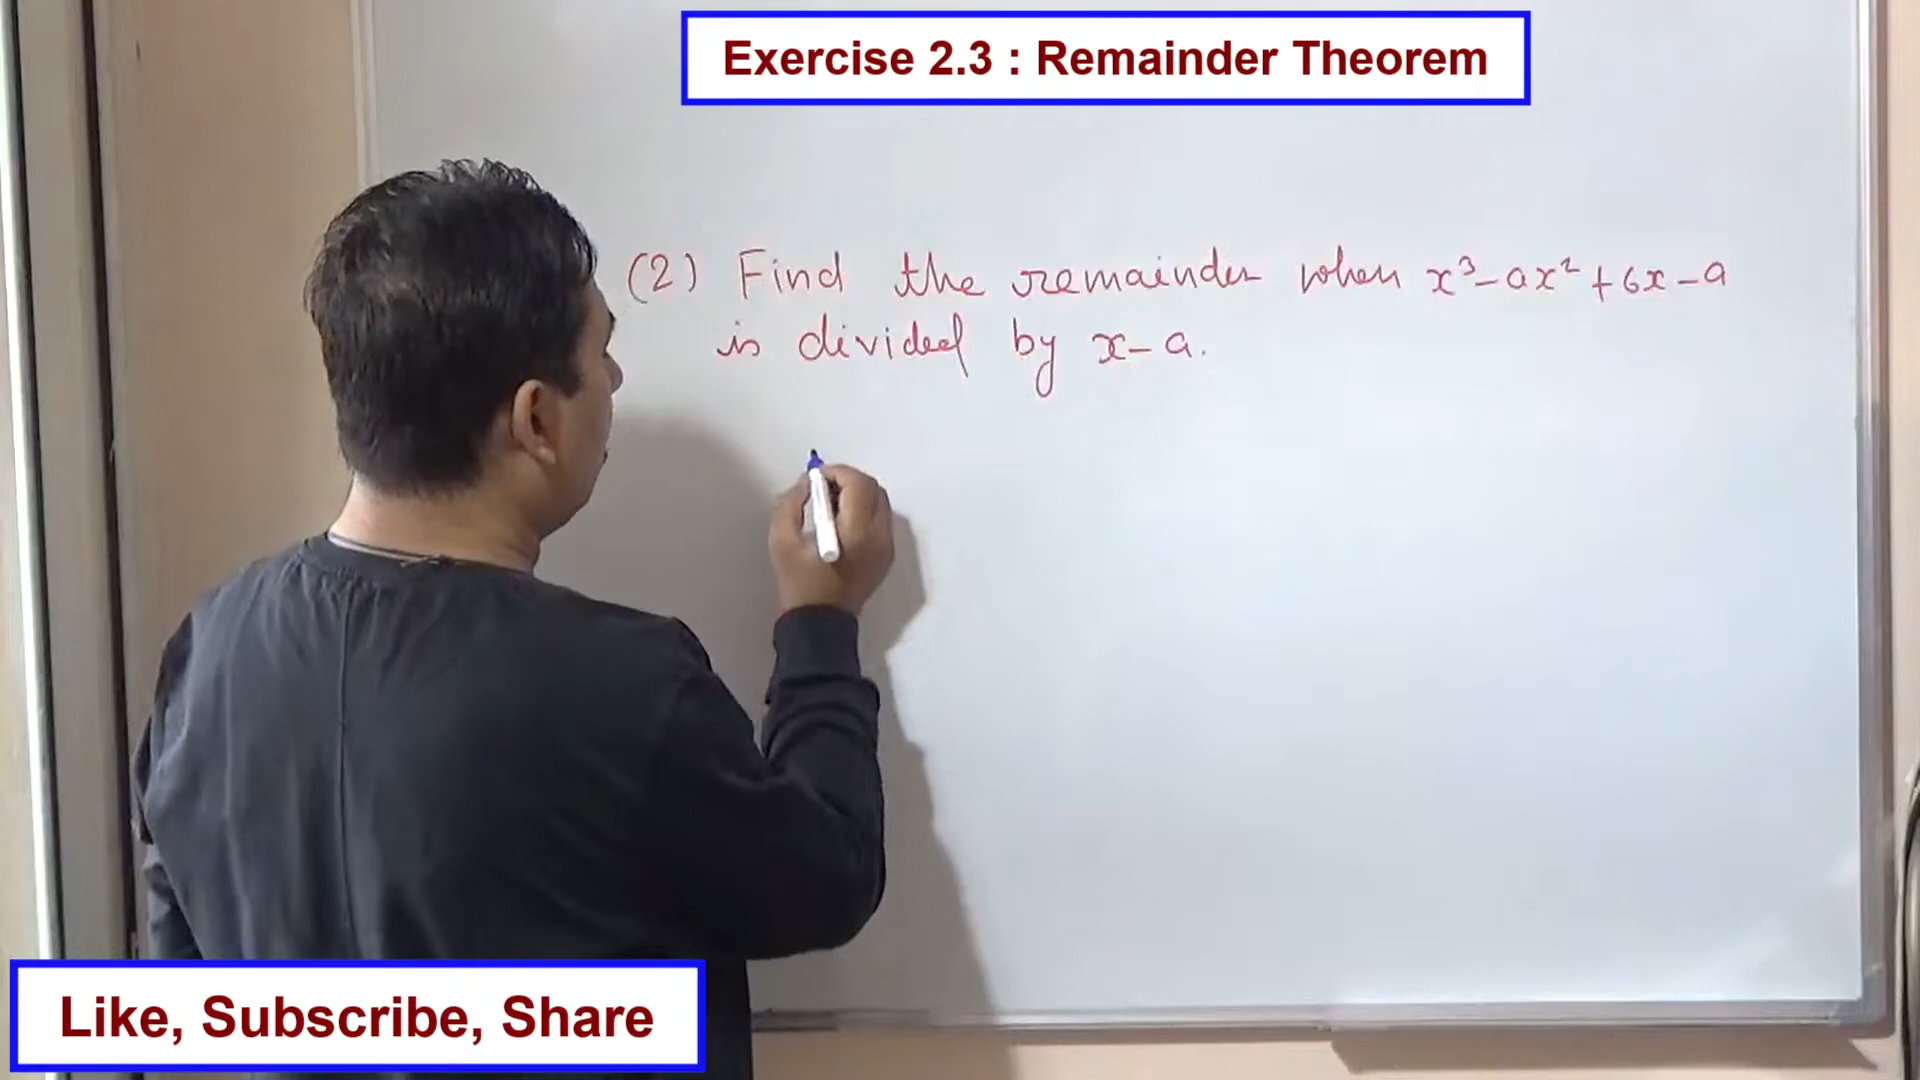 Exercise 2.3 : Remainder Theorem
(2) Find the remainder when x³-ax²+6x-a
is divided by x-a.
Like, Subscribe, Share